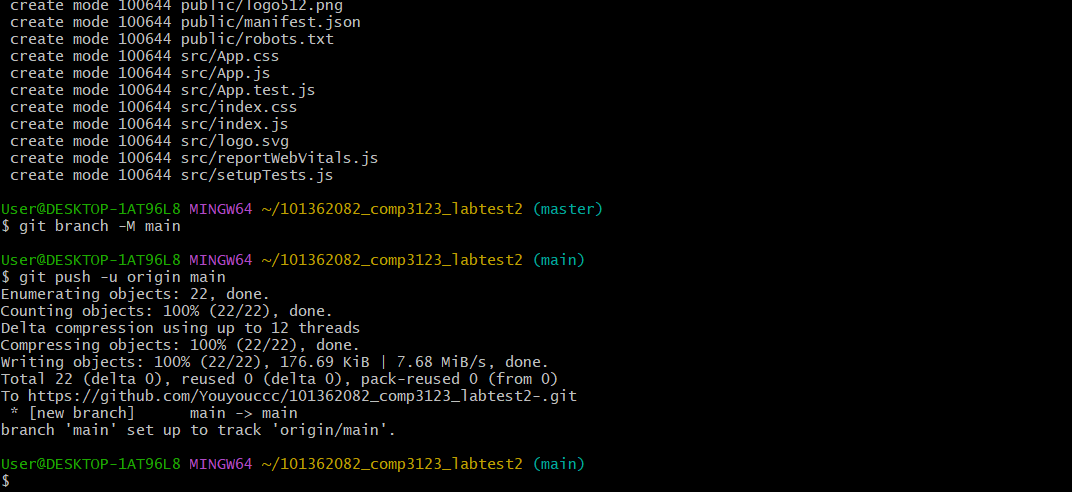 create mode 100644 public/logo512.png
create mode 100644 public/manifest.json
create mode 100644 public/robots.txt
create mode 100644 src/App.css
create mode 100644 src/App.js
create mode 100644 src/App.test.js
create mode 100644 src/index.css
create mode 100644 src/index.js
create mode 100644 src/logo.svg
create mode 100644 src/reportWebVitals.js
create mode 100644 src/setupTests.js
User@DESKTOP-1AT96L8 MINGW64 ~/101362082_comp3123_labtest2 (master)
$ git branch -M main
User@DESKTOP-1AT96L8 MINGW64 ~/101362082_comp3123_labtest2 (main)
$ git push -u origin main
Enumerating objects: 22, done.
Counting objects: 100% (22/22), done.
Delta compression using up to 12 threads
Compressing objects: 100% (22/22), done.
Writing objects: 100% (22/22), 176.69 KiB | 7.68 MiB/s, done.
Total 22 (delta 0), reused 0 (delta 0), pack-reused 0 (from 0)
To https://github.com/Youyouccc/101362082_comp3123_labtest2-.git
 * [new branch]      main -> main
branch 'main' set up to track 'origin/main'.
User@DESKTOP-1AT96L8 MINGW64 ~/101362082_comp3123_labtest2 (main)
$